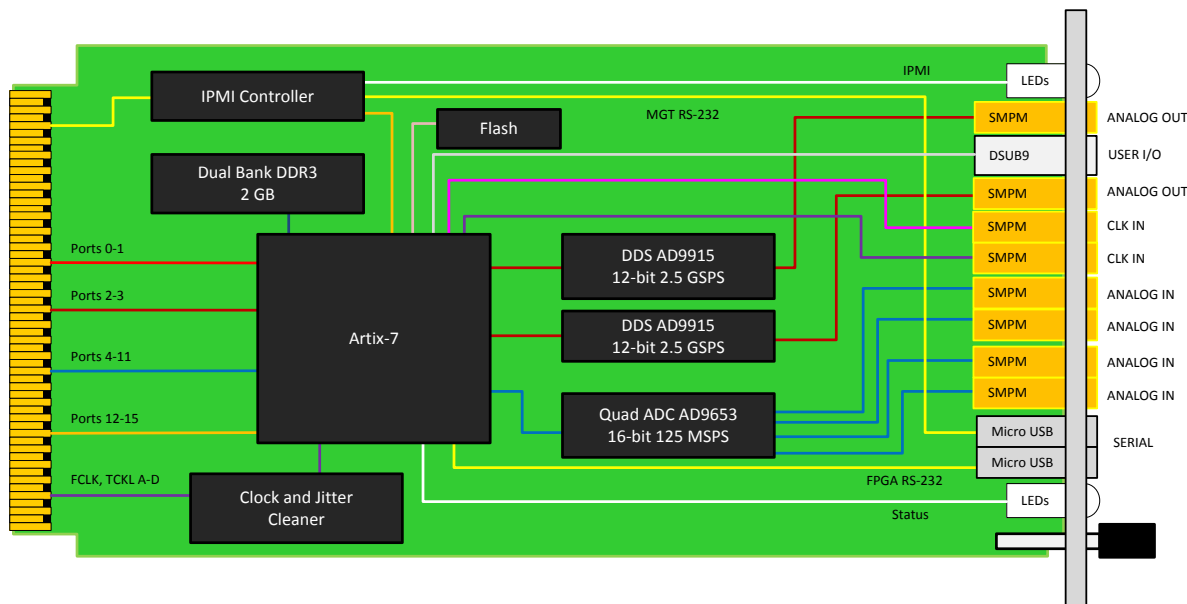 IPMI
LEDs
IPMI Controller
MGT RS-232
SMPM
ANALOG OUT
Flash
DSUB9
USER I/O
Dual Bank DDR3
2 GB
SMPM
ANALOG OUT
SMPM
CLK IN
Ports 0-1
DDS AD9915
12-bit 2.5 GSPS
SMPM
CLK IN
Ports 2-3
SMPM
ANALOG IN
Artix-7
DDS AD9915
12-bit 2.5 GSPS
SMPM
ANALOG IN
Ports 4-11
SMPM
ANALOG IN
SMPM
ANALOG IN
Ports 12-15
Quad ADC AD9653
16-bit 125 MSPS
Micro USB
SERIAL
Micro USB
FCLK, TCKL A-D
Clock and Jitter
Cleaner
FPGA RS-232
LEDs
Status